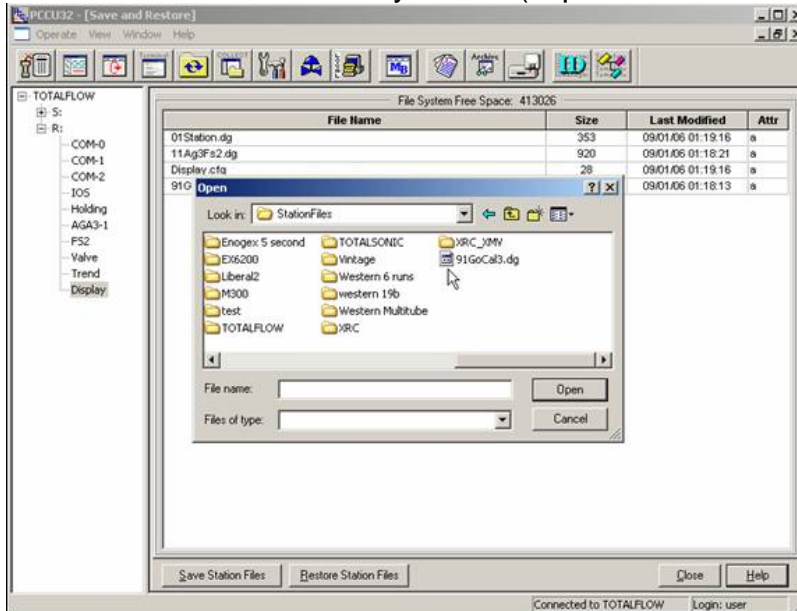 PCCU32 - [Save and Restore]
Operate View Window Help
TOTALFLOW
S:
R:
COM-0
COM-1
COM-2
IOS
Holding
AGA3-1
FS2
Valve
Trend
Display
File System Free Space: 413026
File Name Size Last Modified Attr
01Station.dg 353 09/01/06 01:19:16 a
11Ag3Fs2.dg 920 09/01/06 01:18:21 a
Display.cfg 28 09/01/06 01:19:16 a
91G 09/01/06 01:18:13 a
Open
Look in: StationFiles
Enogex 5 second TOTALSONIC XRC_XMV
EX6200 Vintage 91GoCal3.dg
Liberal2 Western 6 runs
M300 western 19b
test Western Multitube
TOTALFLOW XRC
File name: Open
Files of type: Cancel
Save Station Files Restore Station Files Close Help
Connected to TOTALFLOW Login: user